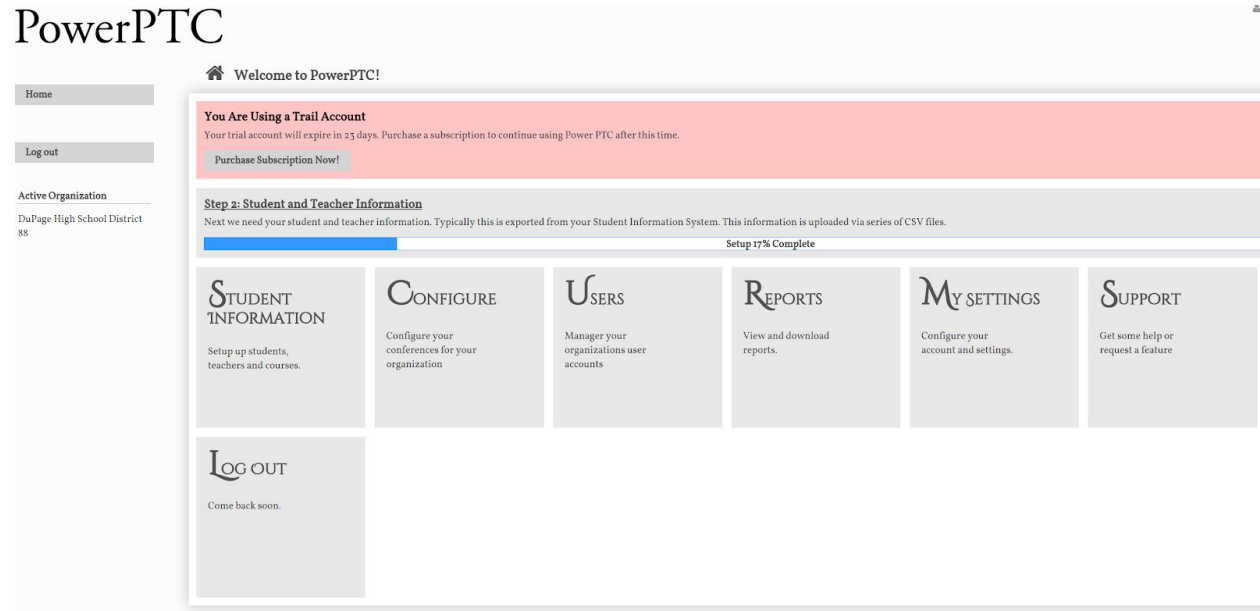 PowerPTC
Welcome to PowerPTC!
Home
Log out
Active Organization
DuPage High School District
88
You Are Using a Trail Account
Your trial account will expire in 23 days. Purchase a subscription to continue using Power PTC after this time.
Purchase Subscription Now!
Step 2: Student and Teacher Information
Next we need your student and teacher information. Typically this is exported from your Student Information System. This information is uploaded via series of CSV files.
Setup 17% Complete
Student
Information
Setup up students,
teachers and courses.
Configure
Configure your
conferences for your
organization
Users
Manager your
organizations user
accounts
Reports
View and download
reports.
My settings
Configure your
account and settings.
Support
Get some help or
request a feature
Log out
Come back soon.